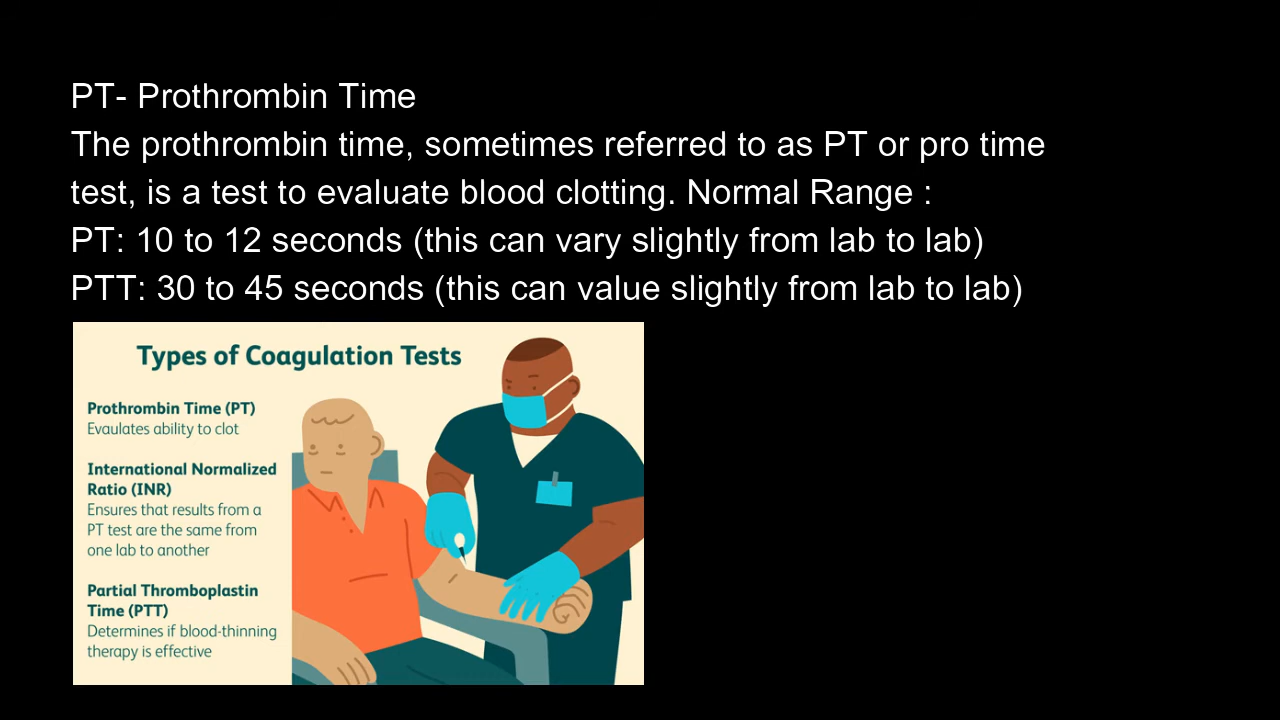 PT- Prothrombin Time
The prothrombin time, sometimes referred to as PT or pro time
test, is a test to evaluate blood clotting. Normal Range :
PT: 10 to 12 seconds (this can vary slightly from lab to lab)
PTT: 30 to 45 seconds (this can value slightly from lab to lab)
Types of Coagulation Tests
Prothrombin Time (PT)
Evaulates ability to clot
International Normalized
Ratio (INR)
Ensures that results from a
PT test are the same from
one lab to another
Partial Thromboplastin
Time (PTT)
Determines if blood-thinning
therapy is effective